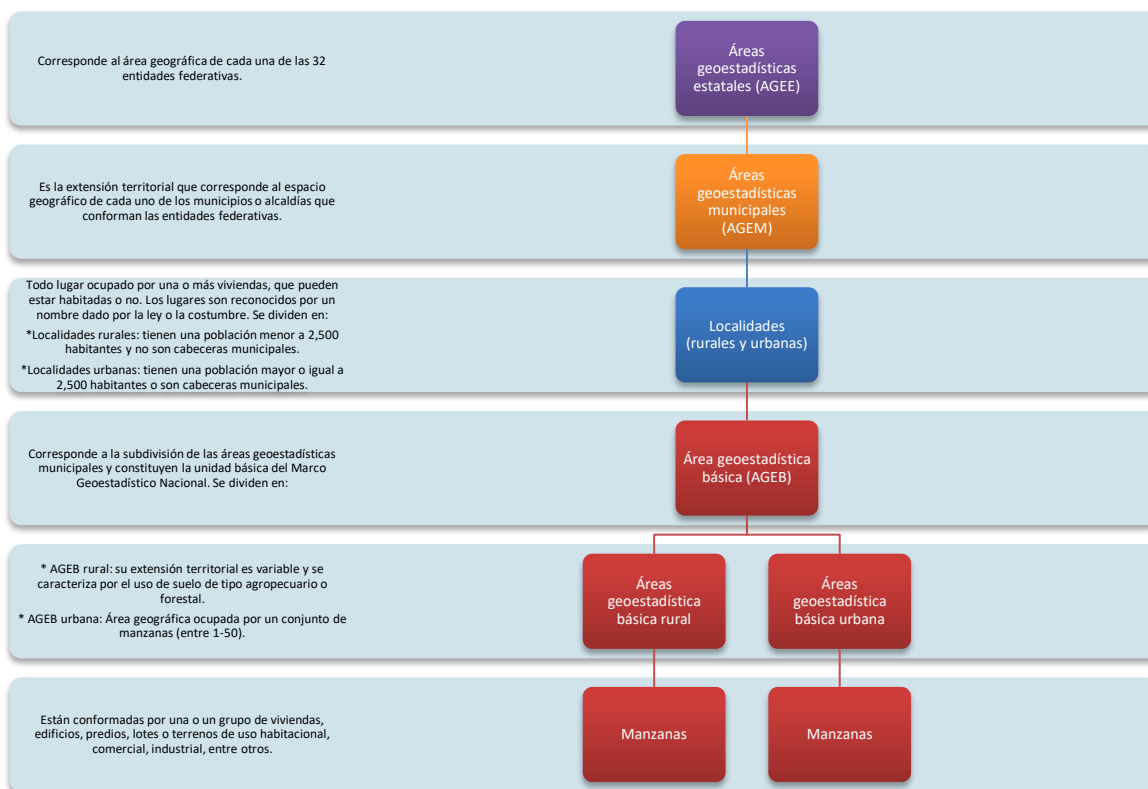 Corresponde al área geográfica de cada una de las 32
entidades federativas.
Áreas
geoestadísticas
estatales (AGEE)
Es la extensión territorial que corresponde al espacio
geográfico de cada uno de los municipios o alcaldías que
conforman las entidades federativas.
Áreas
geoestadísticas
municipales
(AGEM)
Todo lugar ocupado por una o más viviendas, que pueden
estar habitadas o no. Los lugares son reconocidos por un
nombre dado por la ley o la costumbre. Se dividen en:
*Localidades rurales: tienen una población menor a 2,500
habitantes y no son cabeceras municipales.
*Localidades urbanas: tienen una población mayor o igual a
2,500 habitantes o son cabeceras municipales.
Localidades
(rurales y urbanas)
Corresponde a la subdivisión de las áreas geoestadísticas
municipales y constituyen la unidad básica del Marco
Geoestadístico Nacional. Se dividen en:
Área geoestadística
básica (AGEB)
* AGEB rural: su extensión territorial es variable y se
caracteriza por el uso de suelo de tipo agropecuario o
forestal.
* AGEB urbana: Área geográfica ocupada por un conjunto de
manzanas (entre 1-50).
Áreas
geoestadística
básica rural
Áreas
geoestadística
básica urbana
Están conformadas por una o un grupo de viviendas,
edificios, predios, lotes o terrenos de uso habitacional,
comercial, industrial, entre otros.
Manzanas
Manzanas